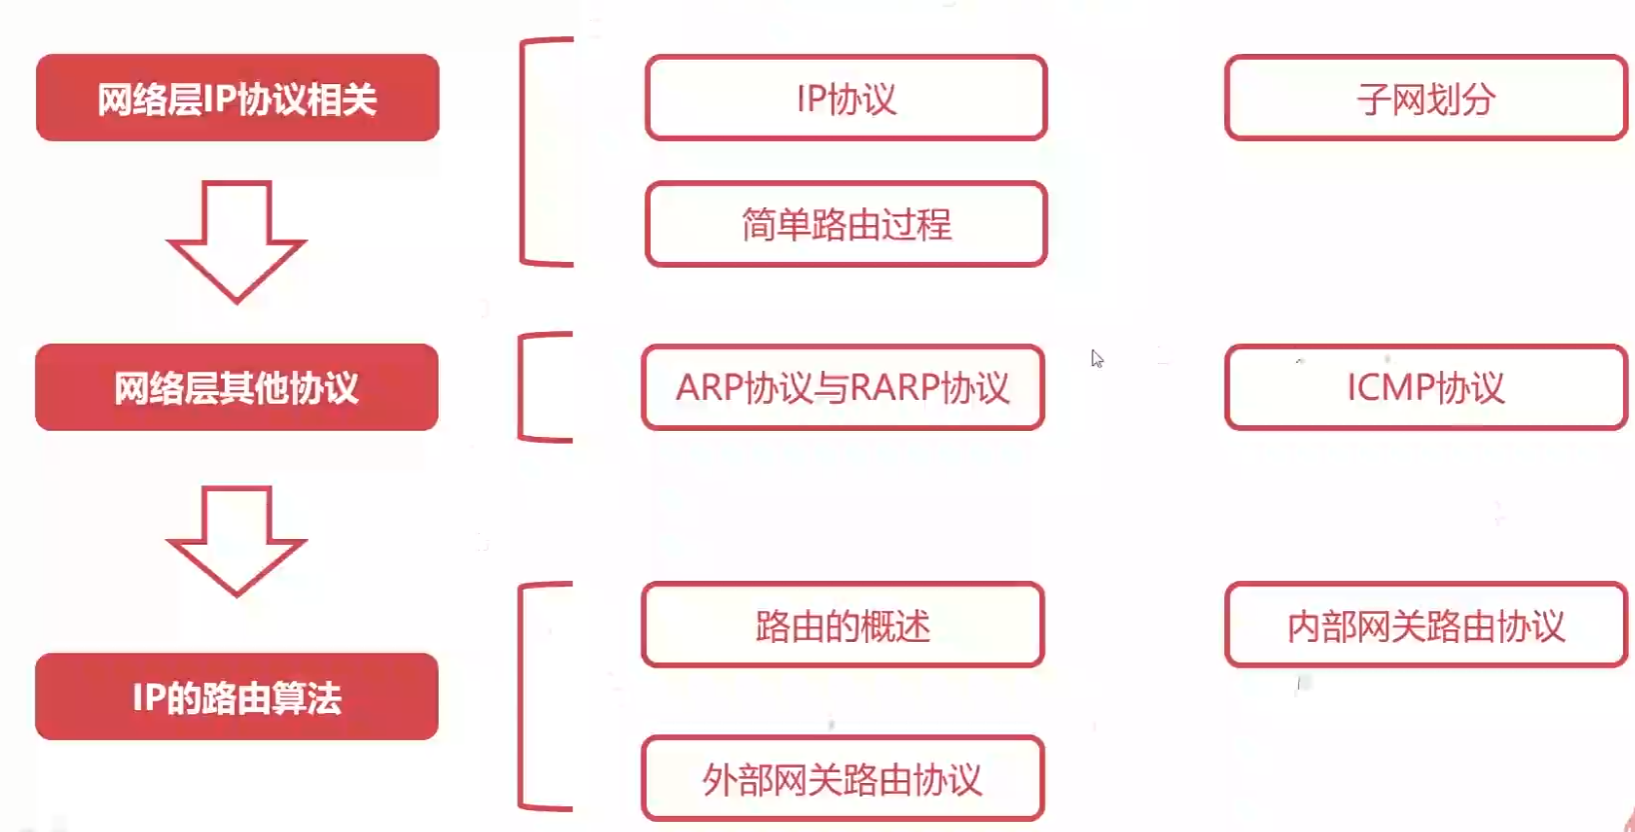 网络层IP协议相关
IP协议
子网划分
简单路由过程
网络层其他协议
ARP协议与RARP协议
ICMP协议
IP的路由算法
路由的概述
内部网关路由协议
外部网关路由协议